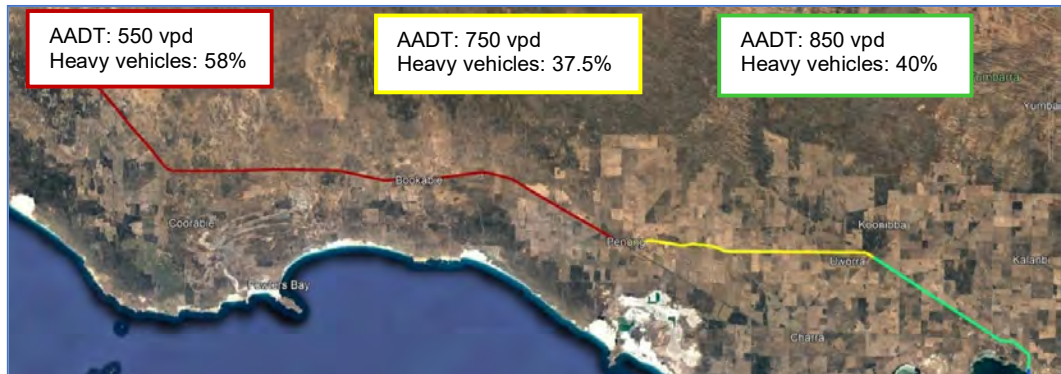 AADT: 550 vpd
Heavy vehicles: 58%
AADT: 750 vpd
Heavy vehicles: 37.5%
AADT: 850 vpd
Heavy vehicles: 40%
Bookabie
Coorabie
Fowlers Bay
Penong
Koonibba
Uworra
Kalanbi
Charra